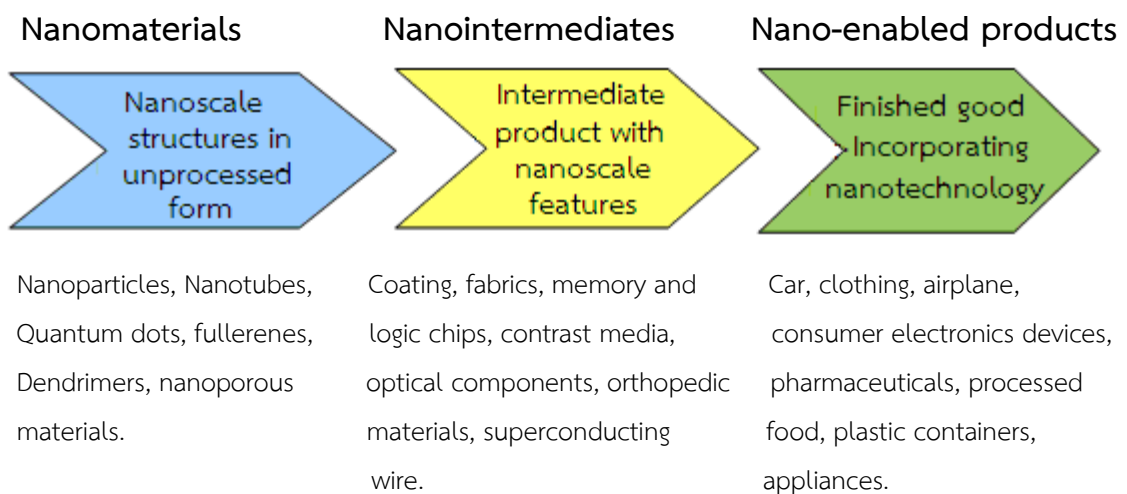 Nanomaterials
Nanoscale
structures in
unprocessed
form
Nanoparticles, Nanotubes,
Quantum dots, fullerenes,
Dendrimers, nanoporous
materials.
Nanointermediates
Intermediate
product with
nanoscale
features
Coating, fabrics, memory and
logic chips, contrast media,
optical components, orthopedic
materials, superconducting
wire.
Nano-enabled products
Finished good
Incorporating
nanotechnology
Car, clothing, airplane,
consumer electronics devices,
pharmaceuticals, processed
food, plastic containers,
appliances.